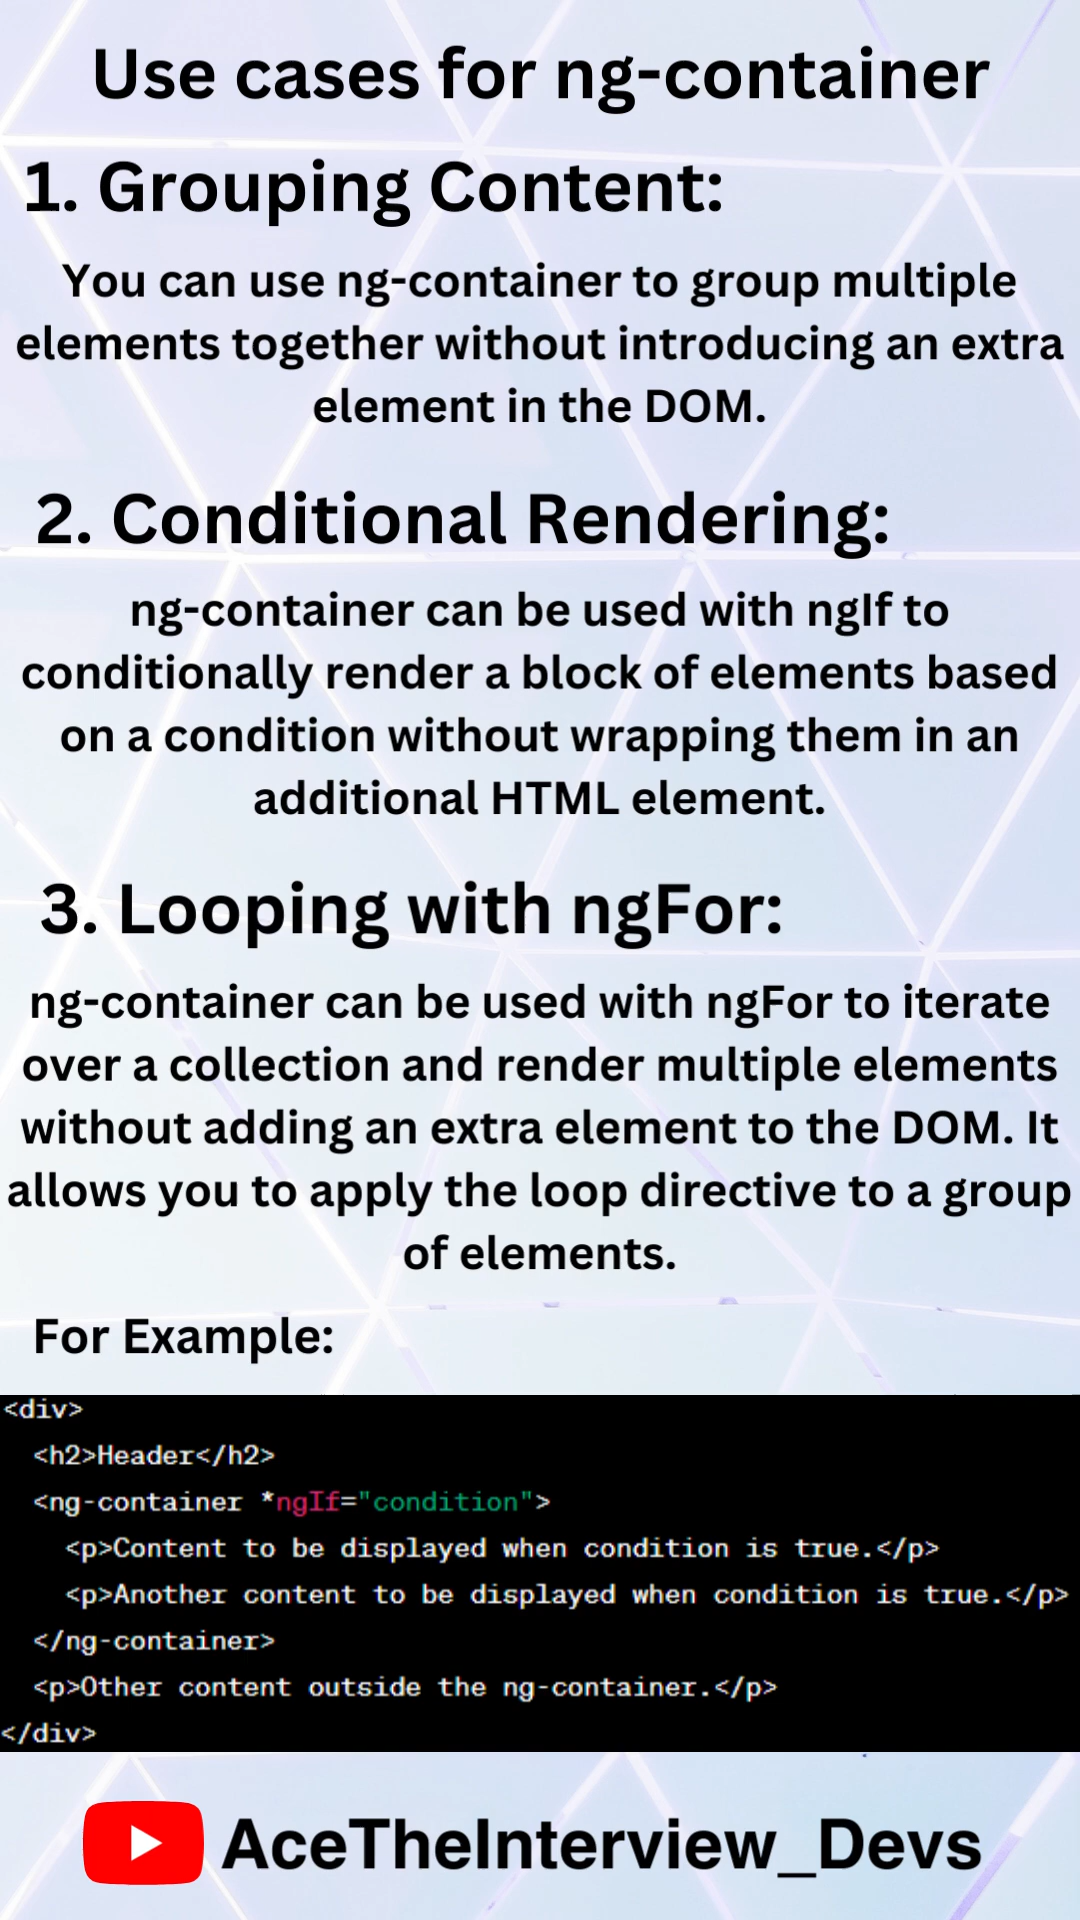 Use cases for ng-container
1. Grouping Content:
You can use ng-container to group multiple
elements together without introducing an extra
element in the DOM.
2. Conditional Rendering:
ng-container can be used with ngIf to
conditionally render a block of elements based
on a condition without wrapping them in an
additional HTML element.
3. Looping with ngFor:
ng-container can be used with ngFor to iterate
over a collection and render multiple elements
without adding an extra element to the DOM. It
allows you to apply the loop directive to a group
of elements.
For Example:
<div>
  <h2>Header</h2>
  <ng-container *ngIf="condition">
    <p>Content to be displayed when condition is true.</p>
    <p>Another content to be displayed when condition is true.</p>
  </ng-container>
  <p>Other content outside the ng-container.</p>
</div>
AceTheInterview_Devs